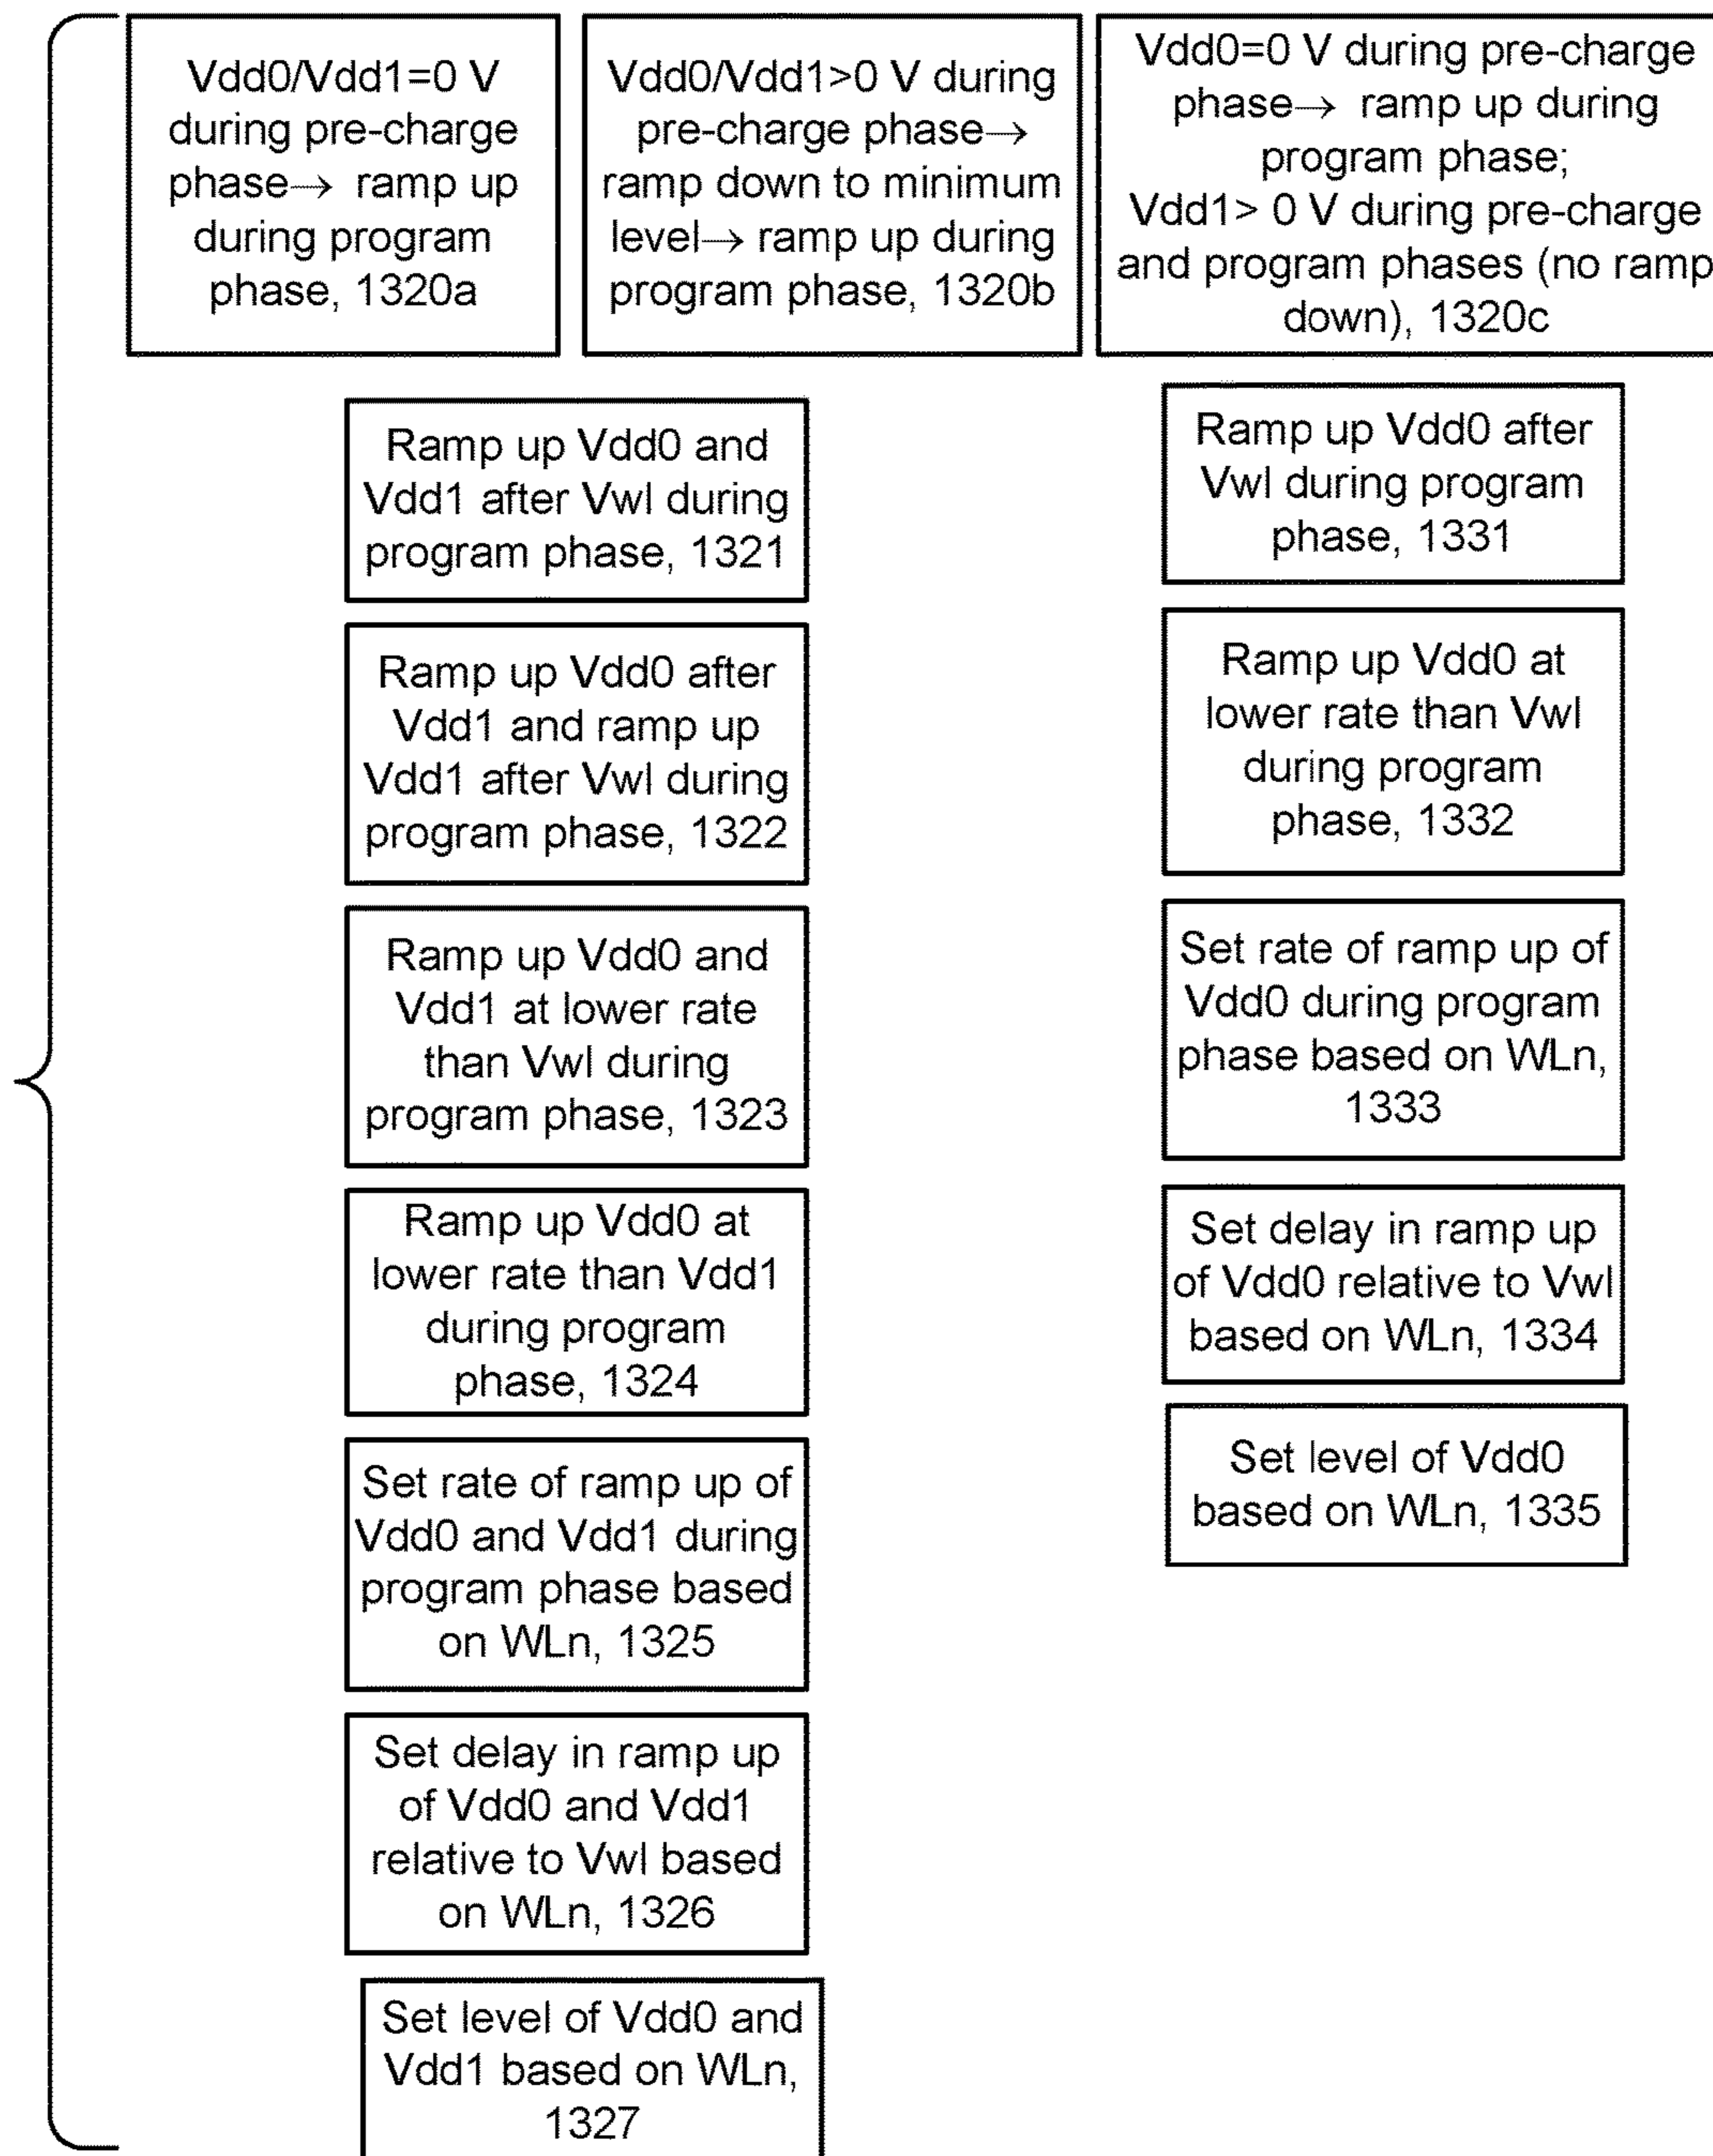 Vdd0/Vdd1=0 V
during pre-charge
phase→ ramp up
during program
phase, 1320a
Vdd0/Vdd1>0 V during
pre-charge phase→
ramp down to minimum
level→ ramp up during
program phase, 1320b
Vdd0=0 V during pre-charge
phase→ ramp up during
program phase;
Vdd1> 0 V during pre-charge
and program phases (no ramp
down), 1320c
Ramp up Vdd0 and
Vdd1 after Vwl during
program phase, 1321
Ramp up Vdd0 after
Vdd1 and ramp up
Vdd1 after Vwl during
program phase, 1322
Ramp up Vdd0 and
Vdd1 at lower rate
than Vwl during
program phase, 1323
Ramp up Vdd0 at
lower rate than Vdd1
during program
phase, 1324
Set rate of ramp up of
Vdd0 and Vdd1 during
program phase based
on WLn, 1325
Set delay in ramp up
of Vdd0 and Vdd1
relative to Vwl based
on WLn, 1326
Set level of Vdd0 and
Vdd1 based on WLn,
1327
Ramp up Vdd0 after
Vwl during program
phase, 1331
Ramp up Vdd0 at
lower rate than Vwl
during program
phase, 1332
Set rate of ramp up of
Vdd0 during program
phase based on WLn,
1333
Set delay in ramp up
of Vdd0 relative to Vwl
based on WLn, 1334
Set level of Vdd0
based on WLn, 1335